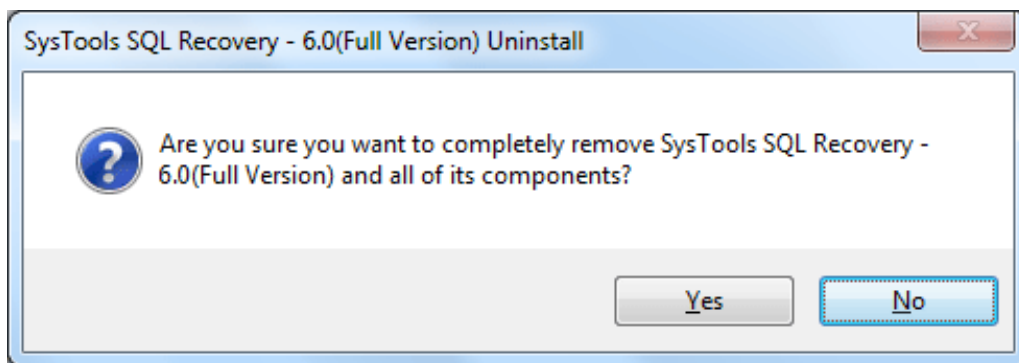 SysTools SQL Recovery - 6.0(Full Version) Uninstall
Are you sure you want to completely remove SysTools SQL Recovery -
6.0(Full Version) and all of its components?
Yes
No